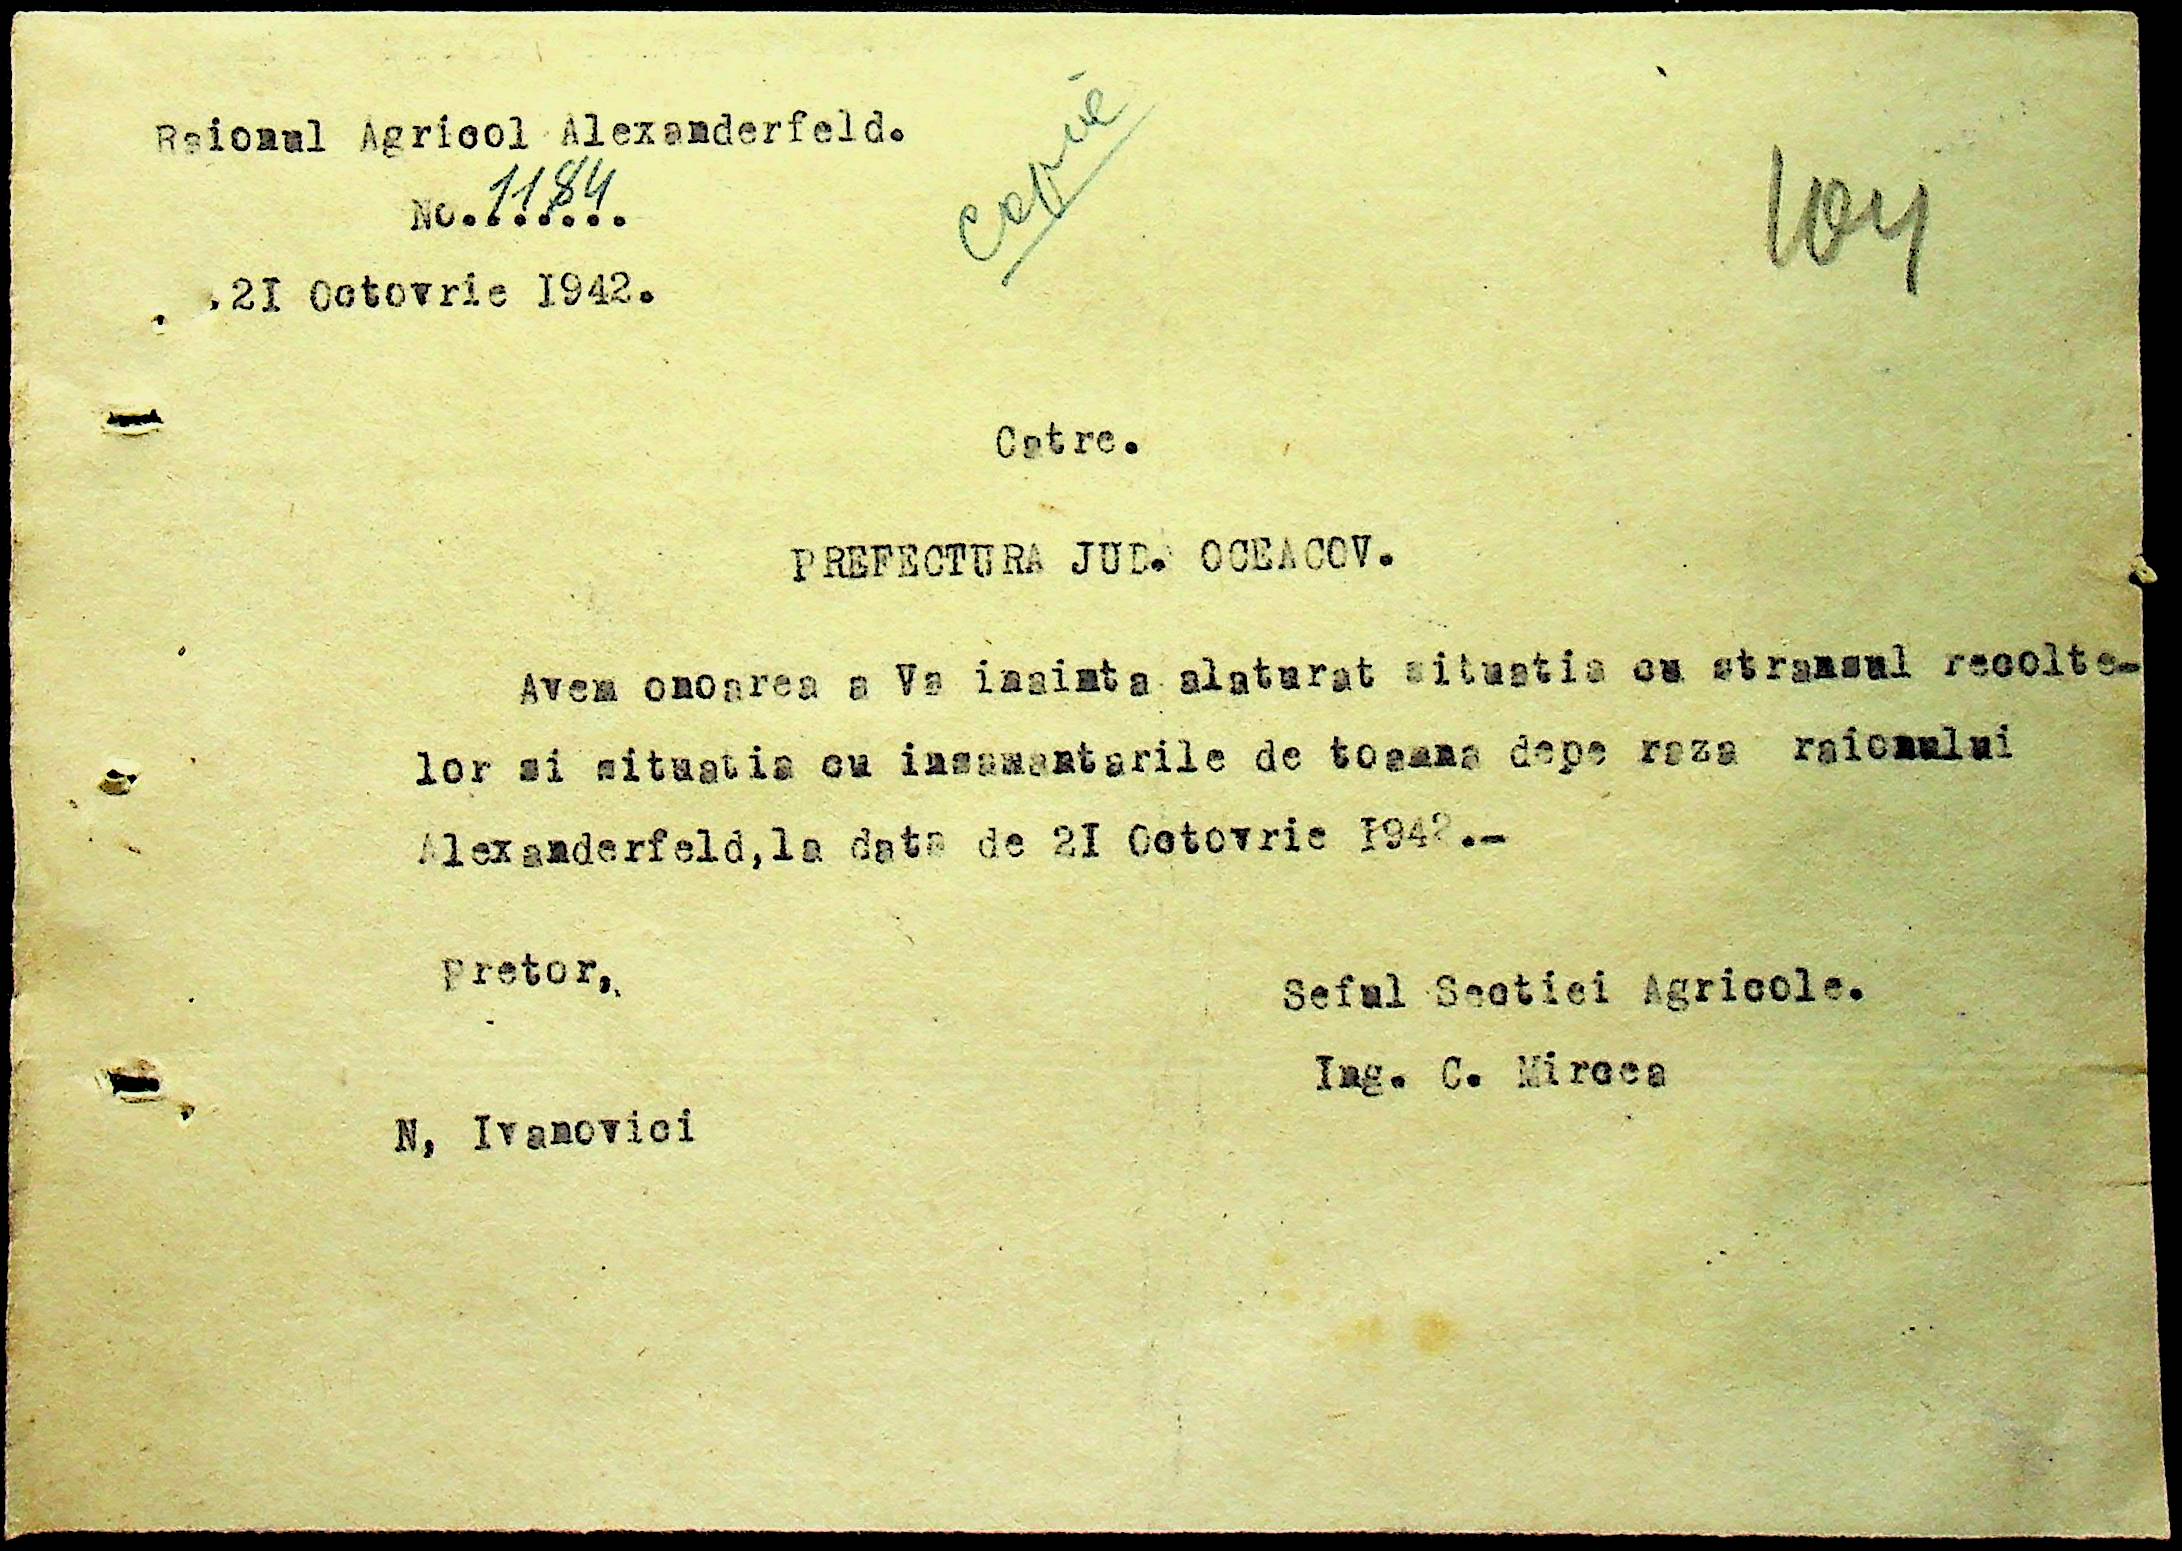 Raionul Agricol Alexanderfeld.
copie
104
No.1184
21 Octovrie 1942.
Catre.
PREFECTURA JUD. OCEACOV.
Avem onoarea a Va inainta alaturat situatia cu stransul recolte-
lor si situatia cu insamantarile de toamna depe raza raionului
Alexanderfeld,la data de 21 Octovrie 1942.-
Pretor,
Seful Sectiei Agricole.
Ing. C. Mircea
N, Ivanovici